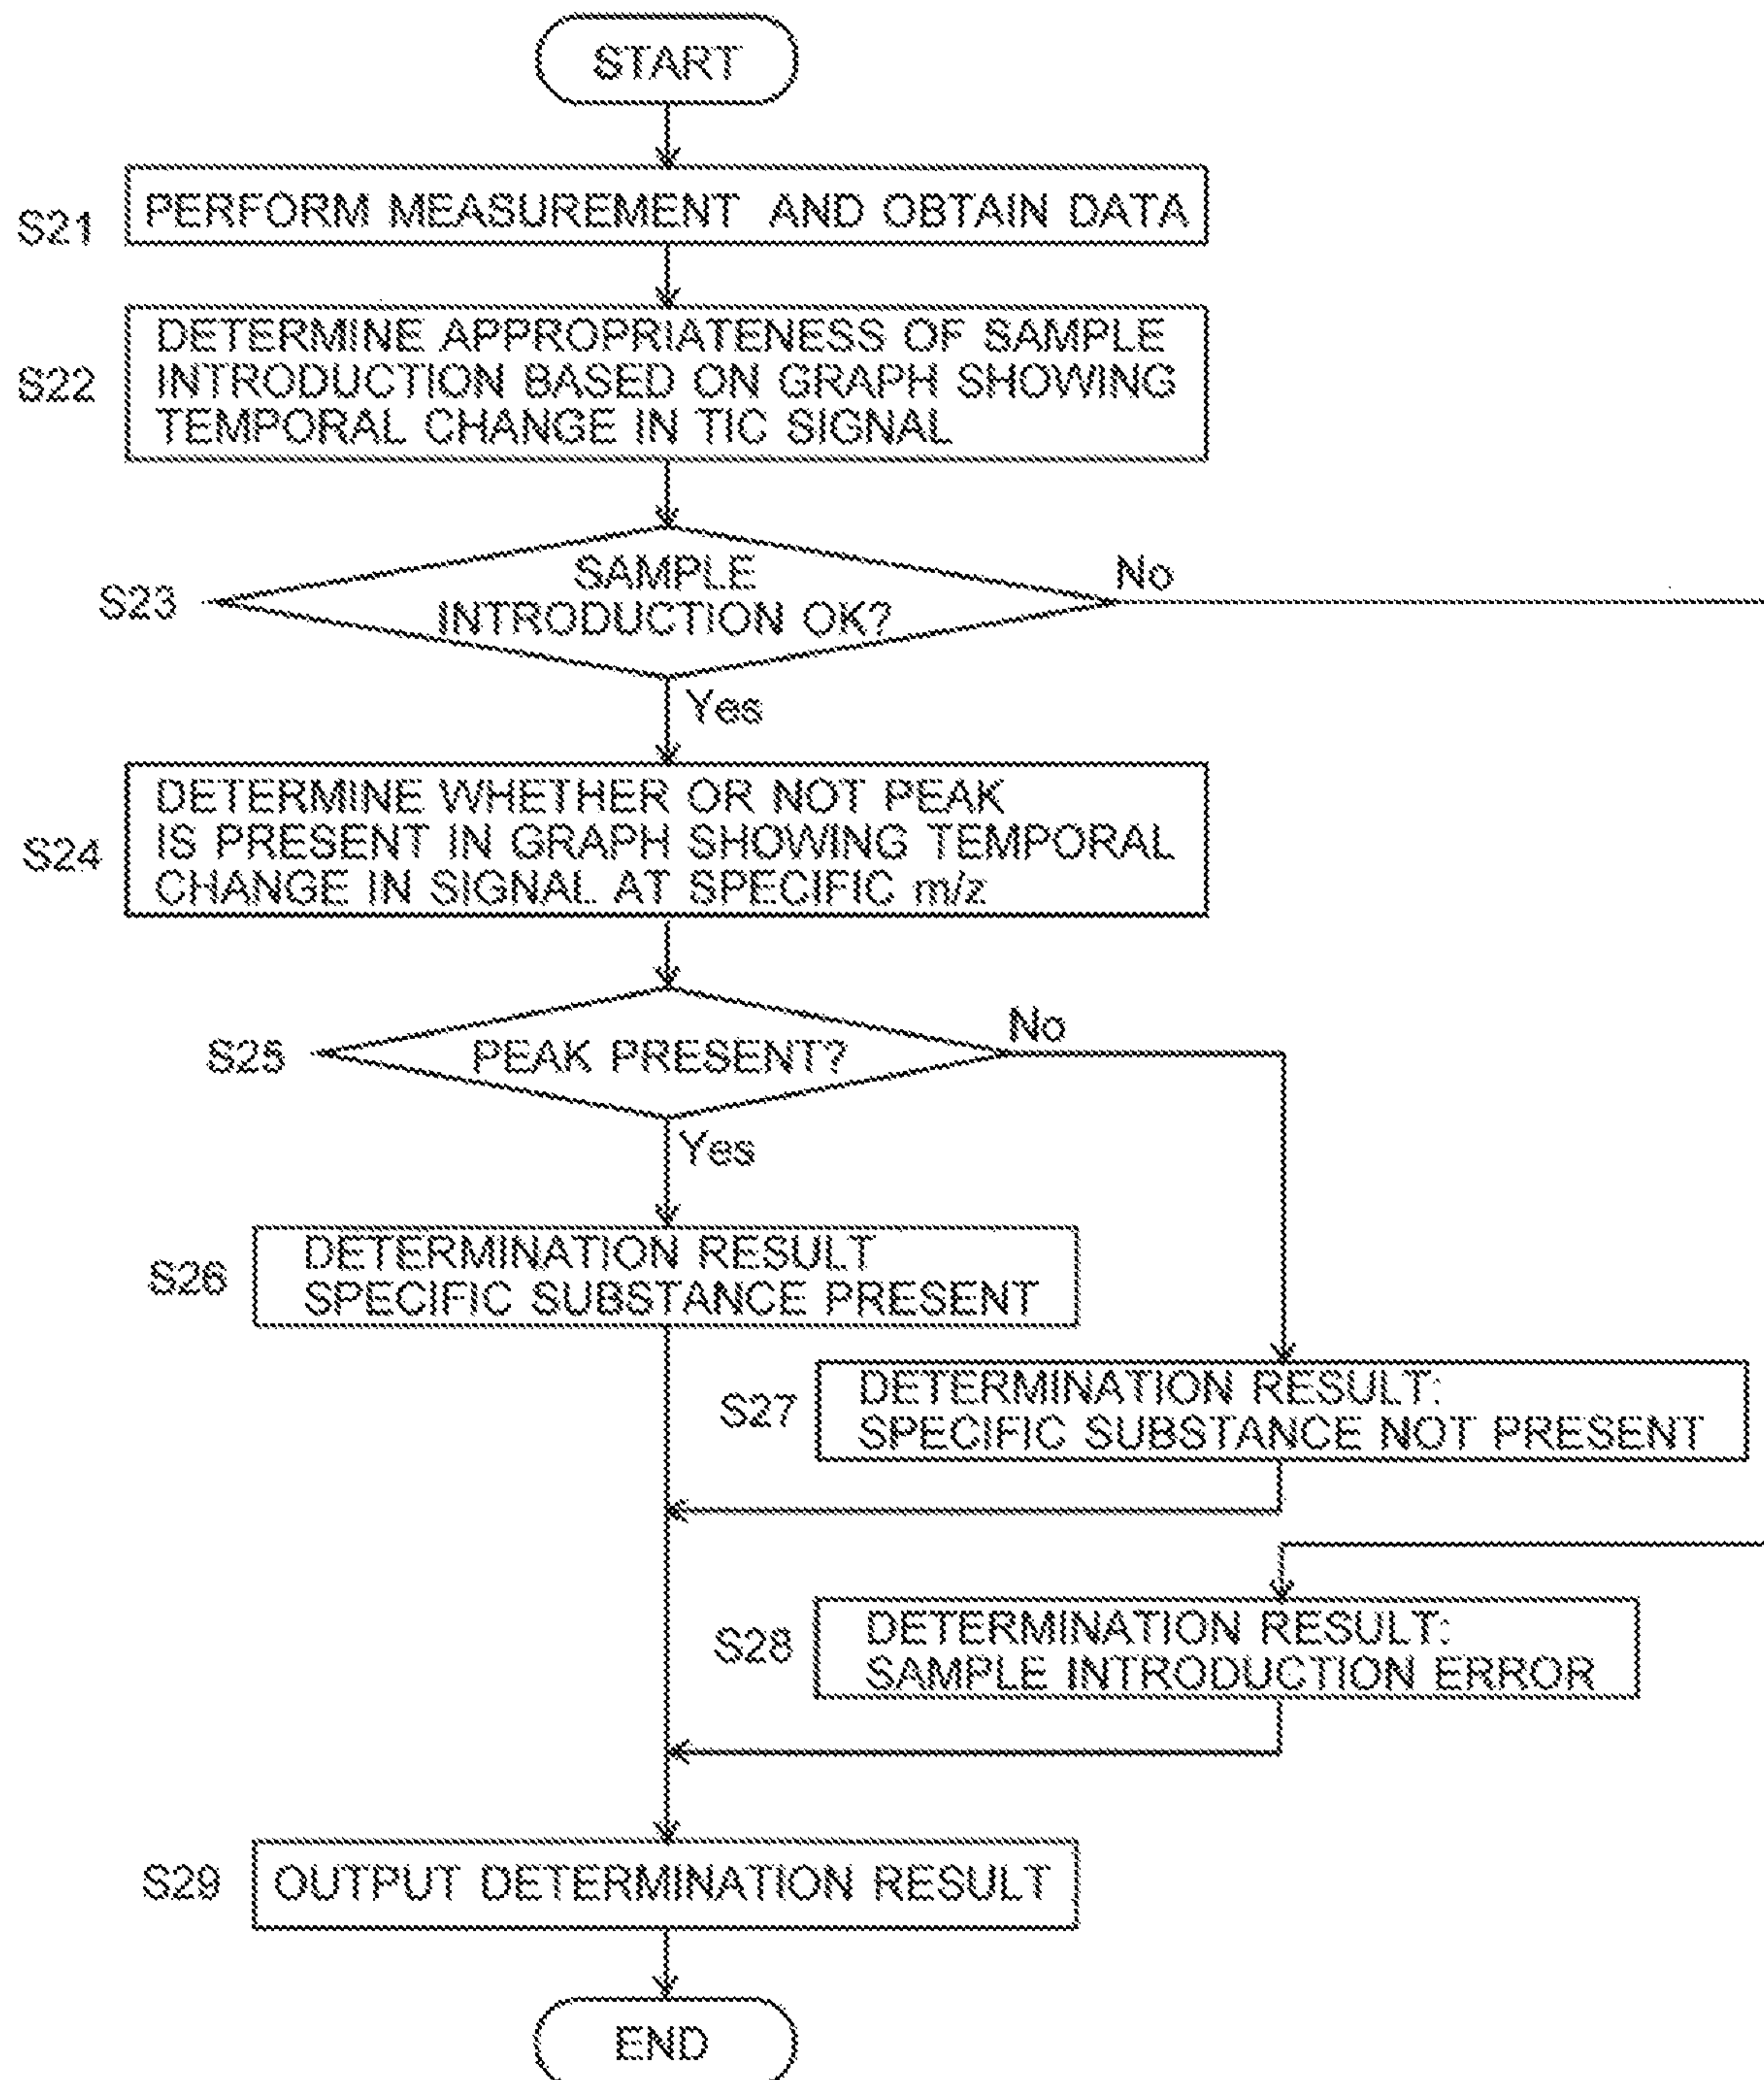 START
S21
PERFORM MEASUREMENT AND OBTAIN DATA
S22
DETERMINE APPROPRIATENESS OF SAMPLE
INTRODUCTION BASED ON GRAPH SHOWING
TEMPORAL CHANGE IN TIC SIGNAL
S23
SAMPLE
INTRODUCTION OK?
No
Yes
S24
DETERMINE WHETHER OR NOT PEAK
IS PRESENT IN GRAPH SHOWING TEMPORAL
CHANGE IN SIGNAL AT SPECIFIC m/z
S25
PEAK PRESENT?
No
Yes
S26
DETERMINATION RESULT
SPECIFIC SUBSTANCE PRESENT
S27
DETERMINATION RESULT:
SPECIFIC SUBSTANCE NOT PRESENT
S28
DETERMINATION RESULT:
SAMPLE INTRODUCTION ERROR
S29
OUTPUT DETERMINATION RESULT
END